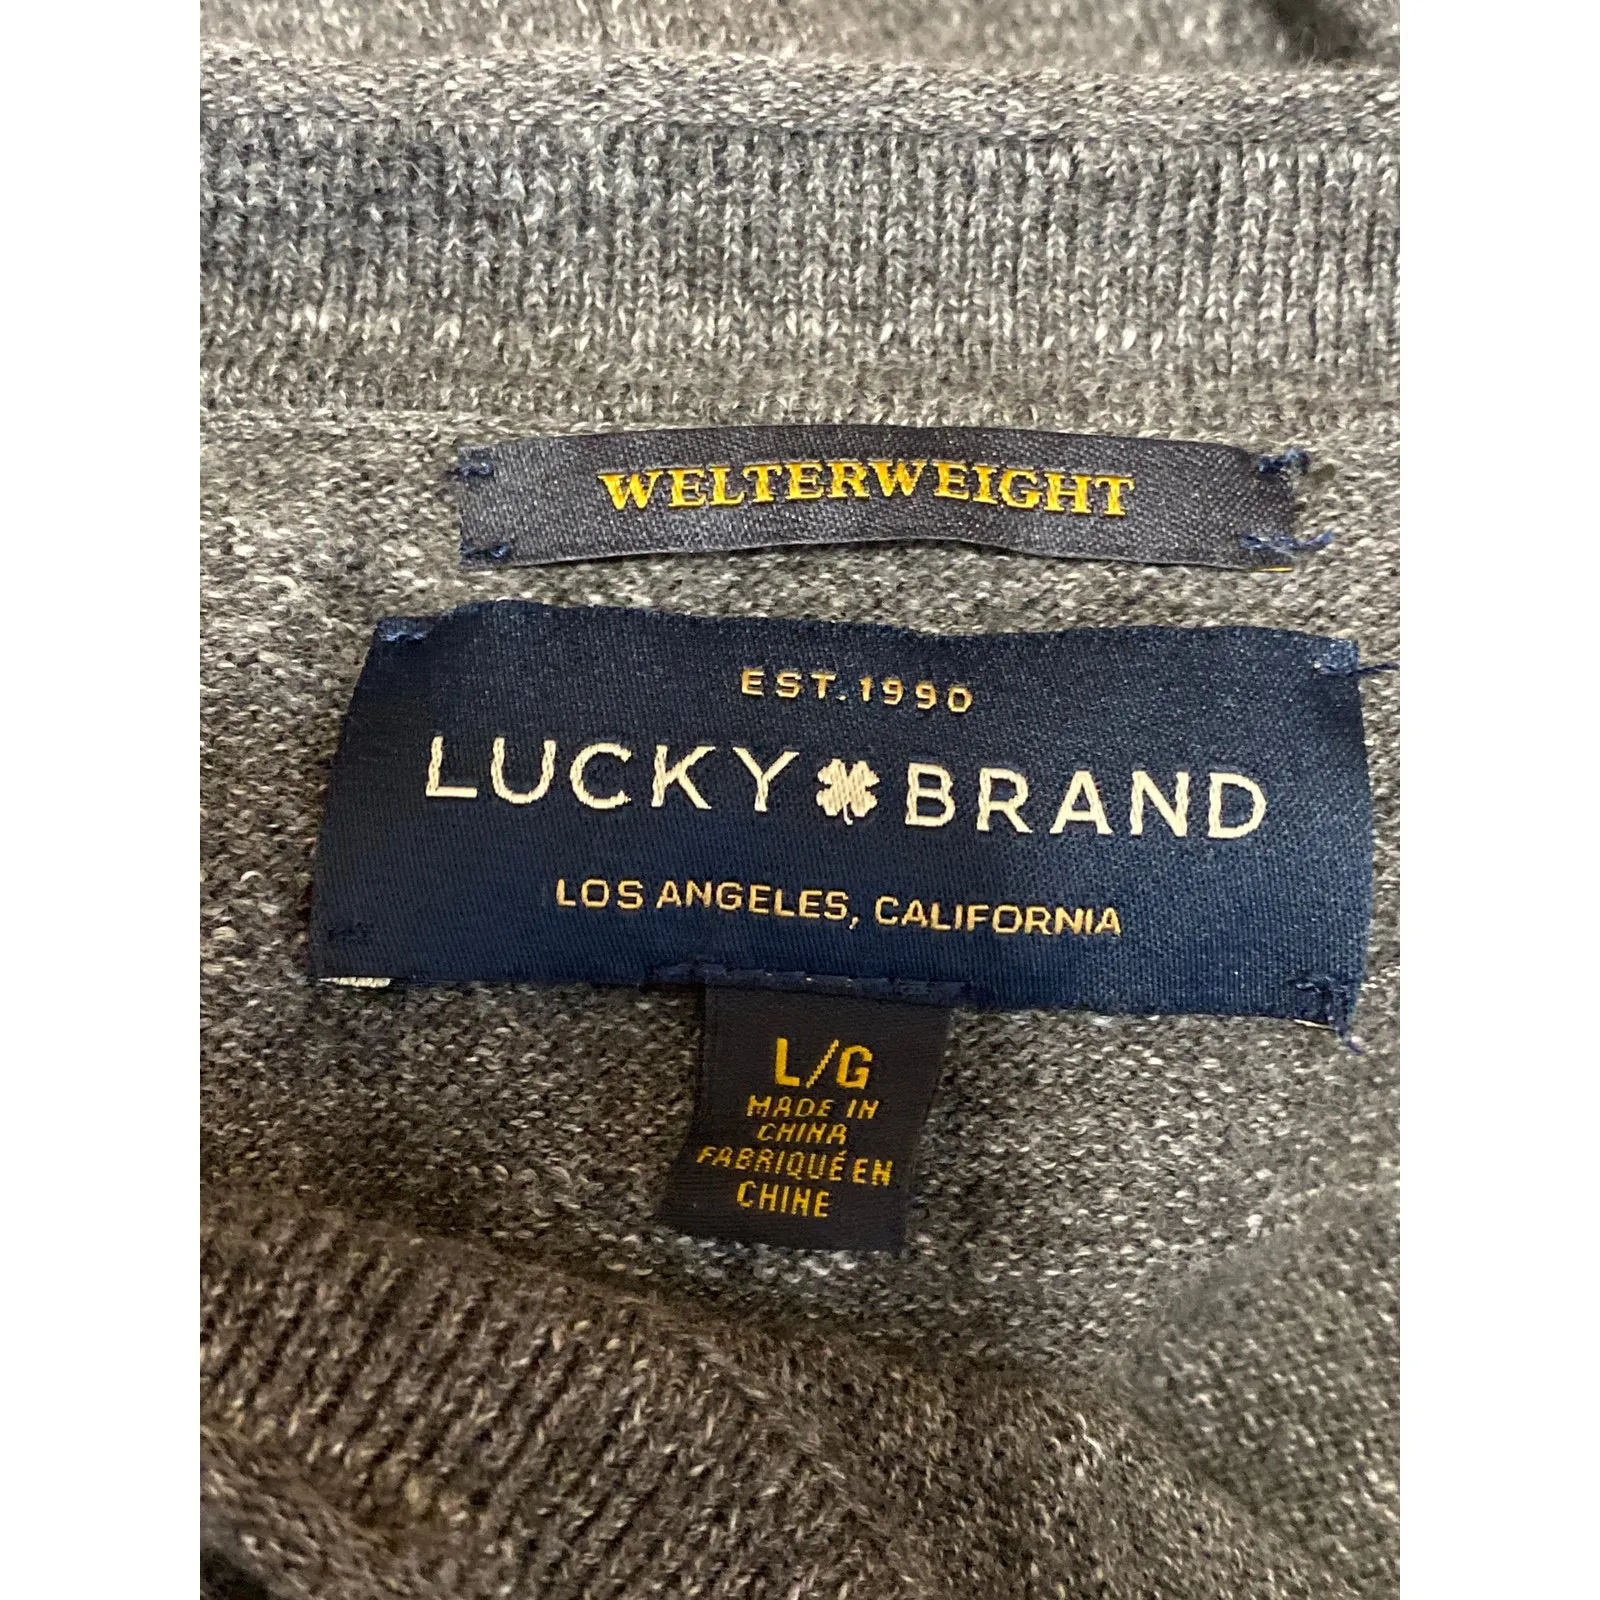 WELTERWEIGHT
EST. 1990
LUCKY BRAND
LOS ANGELES, CALIFORNIA
L/G
MADE IN
CHINA
FABRIQUÉ EN
CHINE